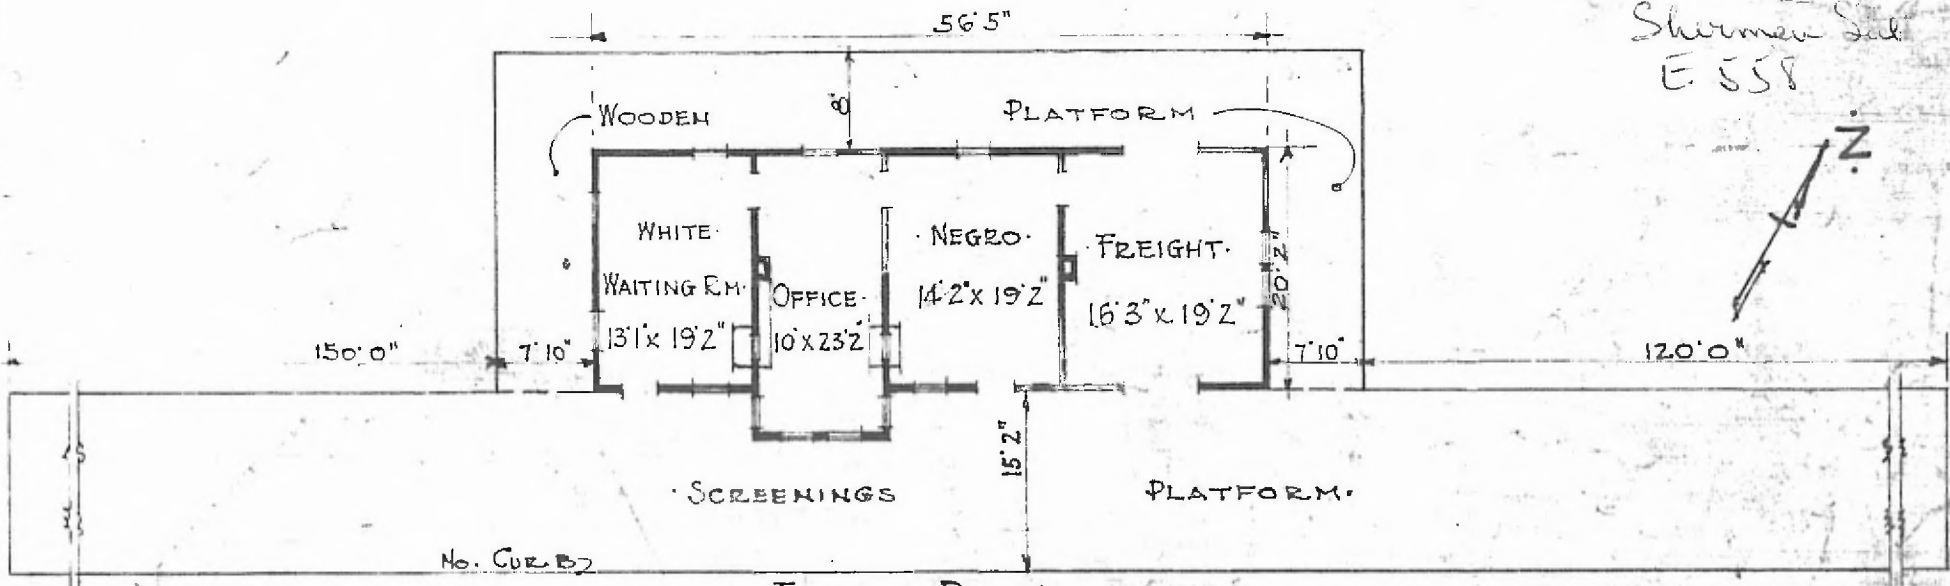 56'5"
Sherman
E 558
8'
WOODEN
PLATFORM
N
WHITE
WAITING RM.
13'1" x 19'2"
OFFICE
10' x 23'2"
· NEGRO ·
14'2" x 19'2"
· FREIGHT ·
16'3" x 19'2"
20'2"
150'0"
7'10"
7'10"
120'0"
15'2"
· SCREENINGS
PLATFORM ·
NO. CURB